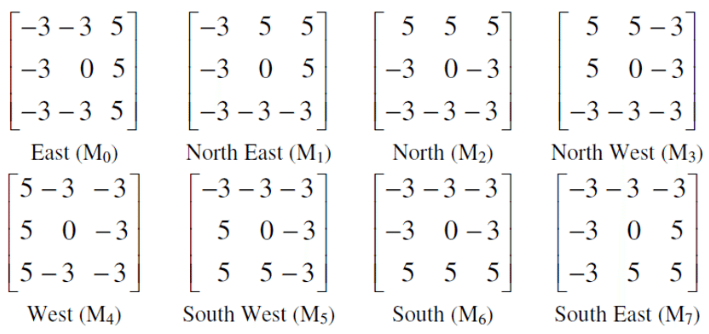 -3 -3 5 -3 5 5 5 5 5 5 5 -3
-3 0 5 -3 0 5 -3 0 -3 5 0 -3
-3 -3 5 -3 -3 -3 -3 -3 -3 -3 -3 -3
East (M₀) North East (M₁) North (M₂) North West (M₃)
5 -3 -3 -3 -3 -3 -3 -3 -3 -3 -3 -3
5 0 -3 5 0 -3 -3 0 -3 -3 0 5
5 -3 -3 5 5 -3 5 5 5 -3 5 5
West (M₄) South West (M₅) South (M₆) South East (M₇)